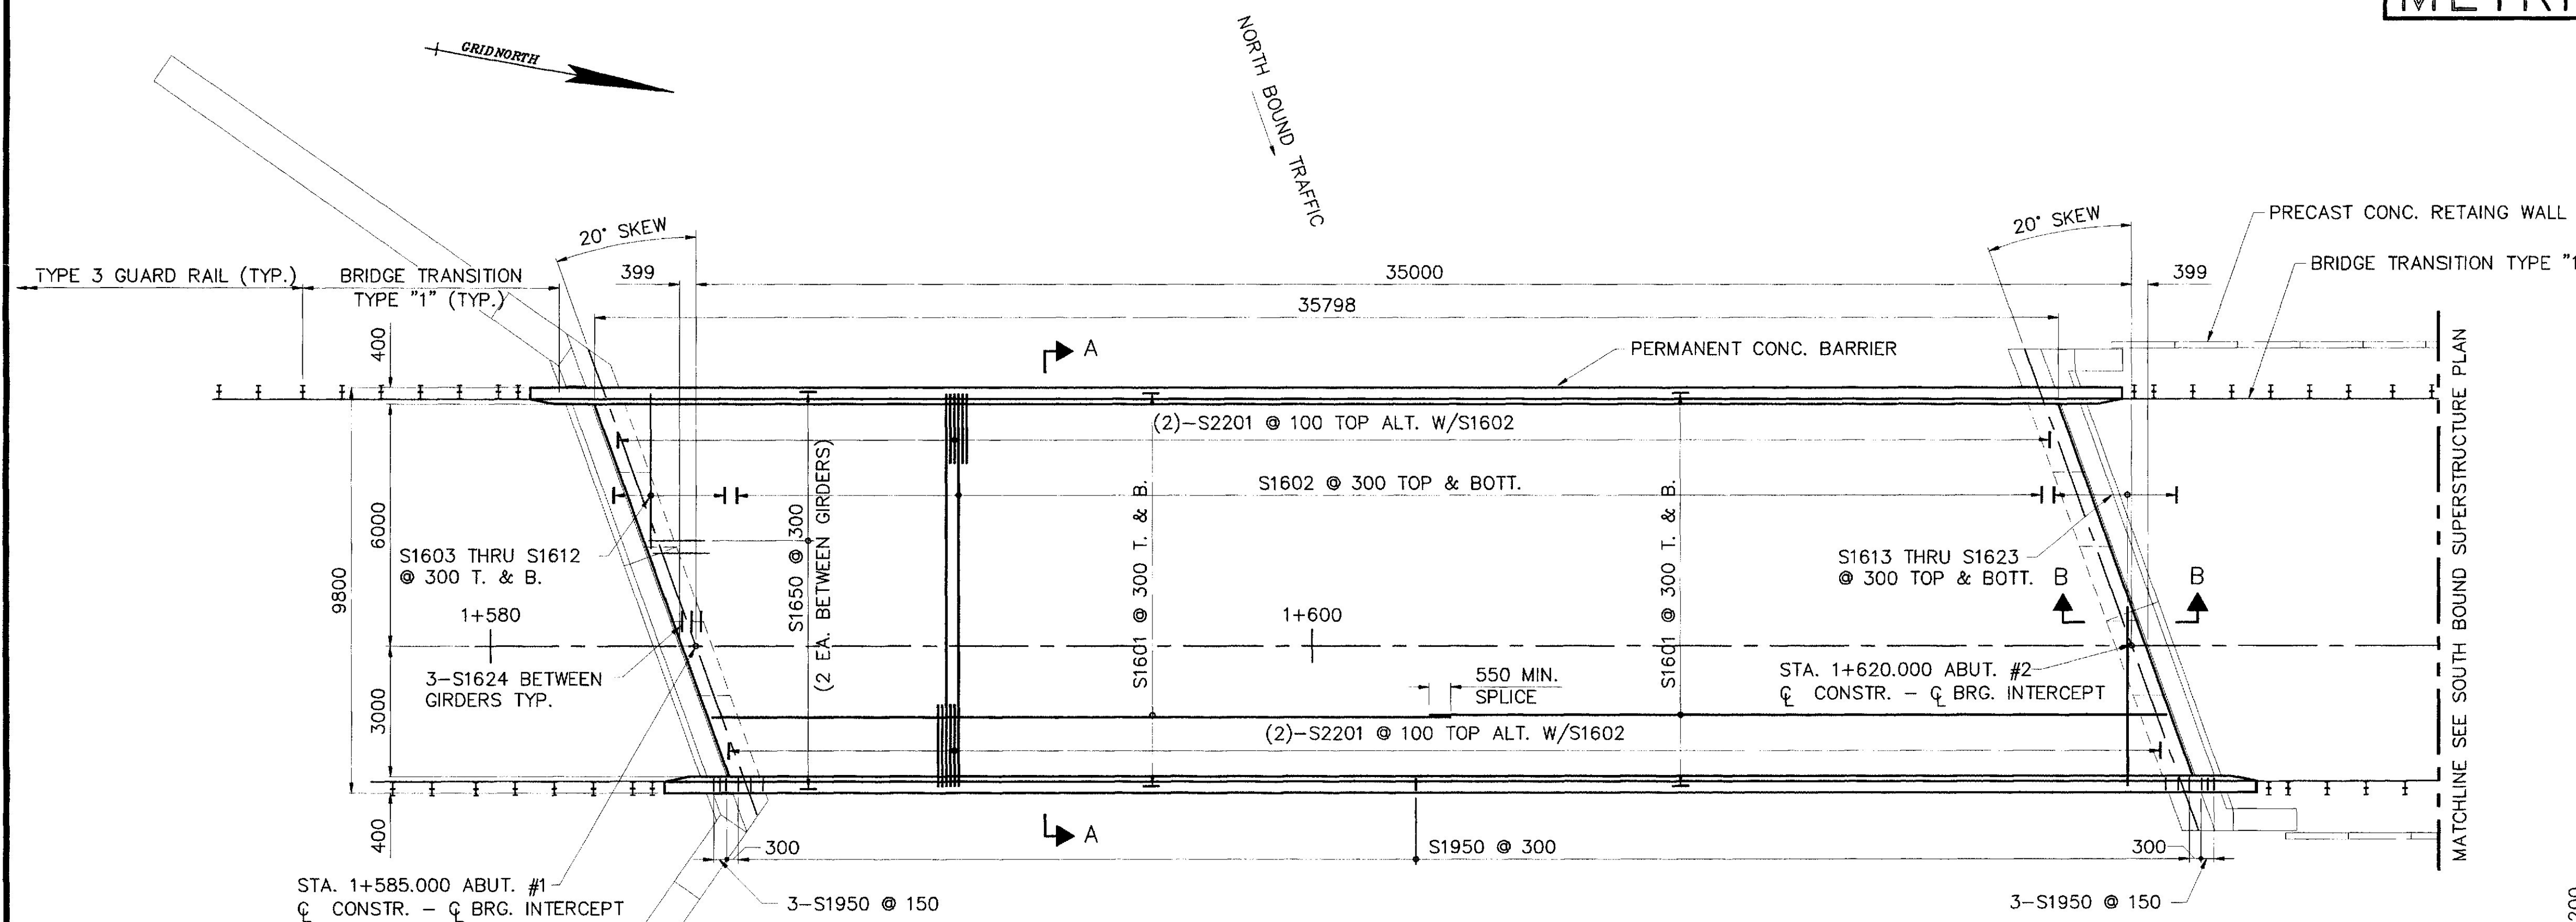 GRIDNORTH
NORTH BOUND TRAFFIC
20° SKEW
20° SKEW
PRECAST CONC. RETAING WALL
TYPE 3 GUARD RAIL (TYP.)
BRIDGE TRANSITION
TYPE "1" (TYP.)
399
35000
399
BRIDGE TRANSITION TYPE "1
35798
400
A
PERMANENT CONC. BARRIER
(2)-S2201 @ 100 TOP ALT. W/S1602
S1602 @ 300 TOP & BOTT.
S1650 @ 300
(2 EA. BETWEEN GIRDERS)
S1601 @ 300 T. & B.
S1601 @ 300 T. & B.
6000
9800
S1603 THRU S1612
@ 300 T. & B.
S1613 THRU S1623
@ 300 TOP & BOTT.
B
B
1+580
1+600
3-S1624 BETWEEN
GIRDERS TYP.
550 MIN.
SPLICE
STA. 1+620.000 ABUT. #2
℄ CONSTR. - ℄ BRG. INTERCEPT
3000
(2)-S2201 @ 100 TOP ALT. W/S1602
MATCHLINE SEE SOUTH BOUND SUPERSTRUCTURE PLAN
400
A
300
S1950 @ 300
300
STA. 1+585.000 ABUT. #1
℄ CONSTR. - ℄ BRG. INTERCEPT
3-S1950 @ 150
3-S1950 @ 150